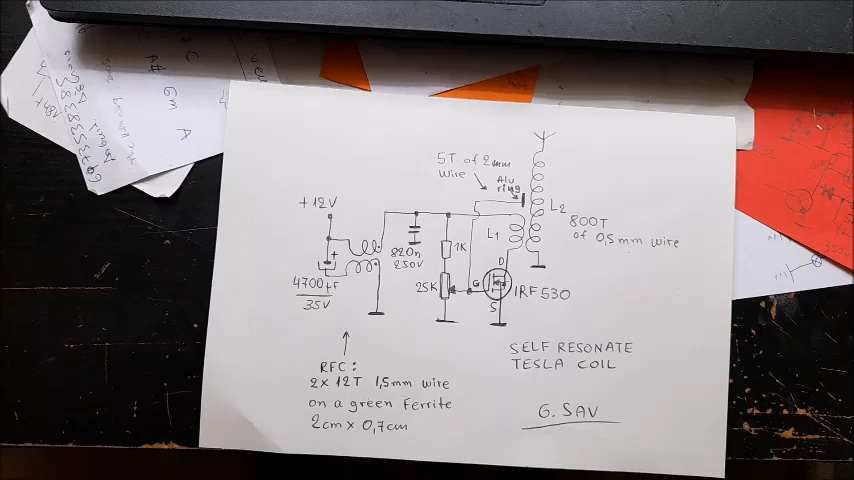 5T of 2mm
wire
Alu
ring
+12V
L2
800T
of 0,5mm wire
L1
+
820n
250V
1K
D
4700µF
35V
25K
G
IRF530
S
SELF RESONATE
TESLA COIL
RFC:
2x 12T 1,5mm wire
on a green Ferrite
2cm x 0,7cm
G. SAV